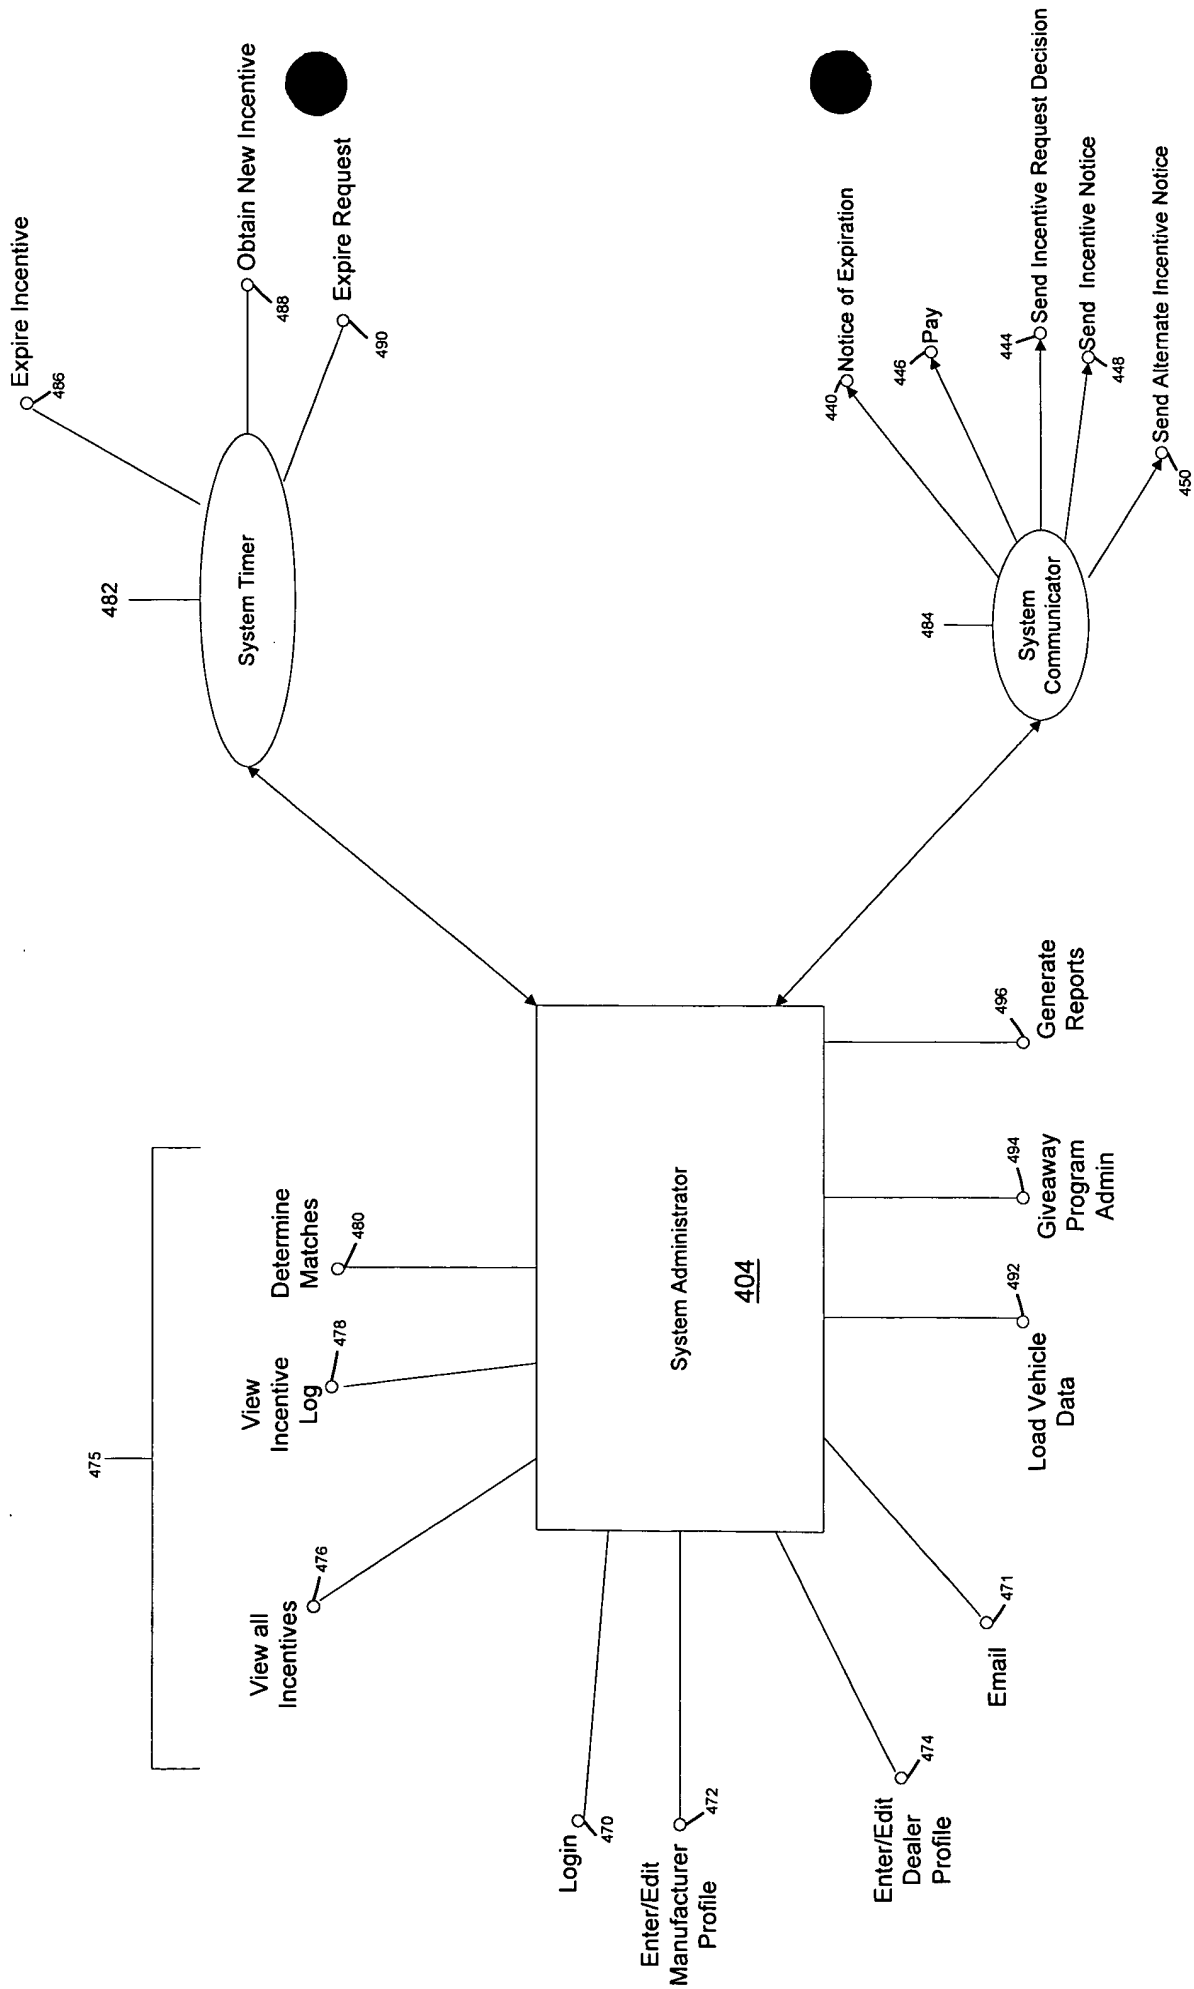 475
View all
Incentives
476
View
Incentive
Log
478
Determine
Matches
480
482
System Timer
Expire Incentive
486
Obtain New Incentive
488
Expire Request
490
Login
470
Enter/Edit
Manufacturer
Profile
472
Enter/Edit
Dealer
Profile
474
Email
471
System Administrator
404
Load Vehicle
Data
492
Giveaway
Program
Admin
494
Generate
Reports
496
484
System
Communicator
440
Notice of Expiration
446
Pay
444
Send Incentive Request Decision
Send Incentive Notice
448
Send Alternate Incentive Notice
450